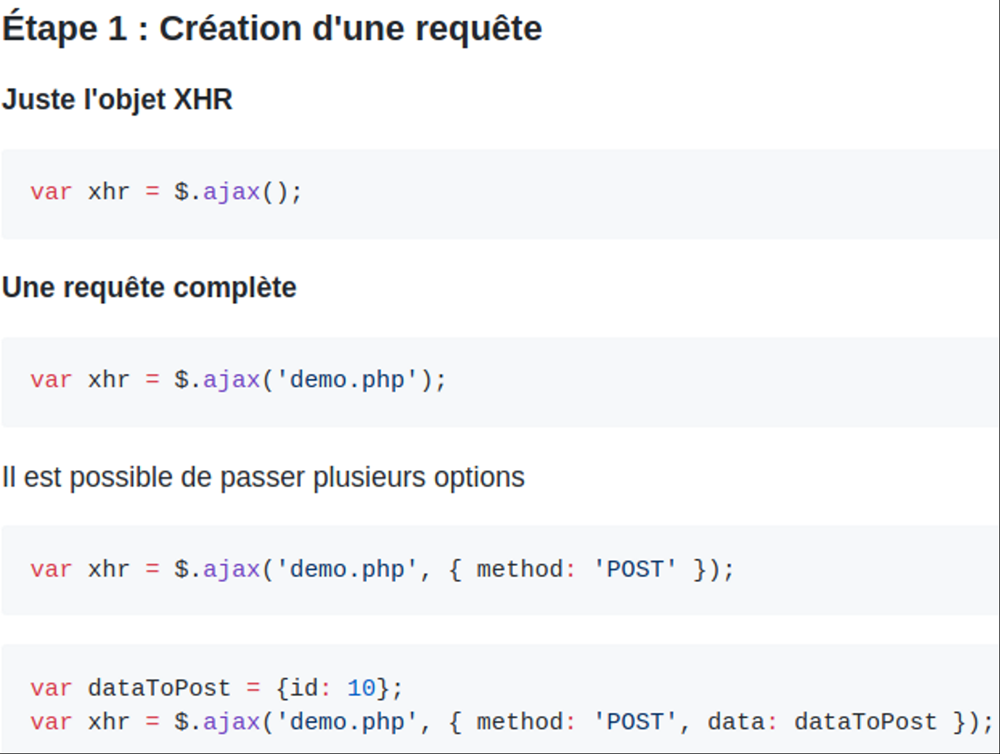 Étape 1 : Création d'une requête
Juste l'objet XHR
var xhr = $.ajax();
Une requête complète
var xhr = $.ajax('demo.php');
Il est possible de passer plusieurs options
var xhr = $.ajax('demo.php', { method: 'POST' });
var dataToPost = {id: 10};
var xhr = $.ajax('demo.php', { method: 'POST', data: dataToPost });